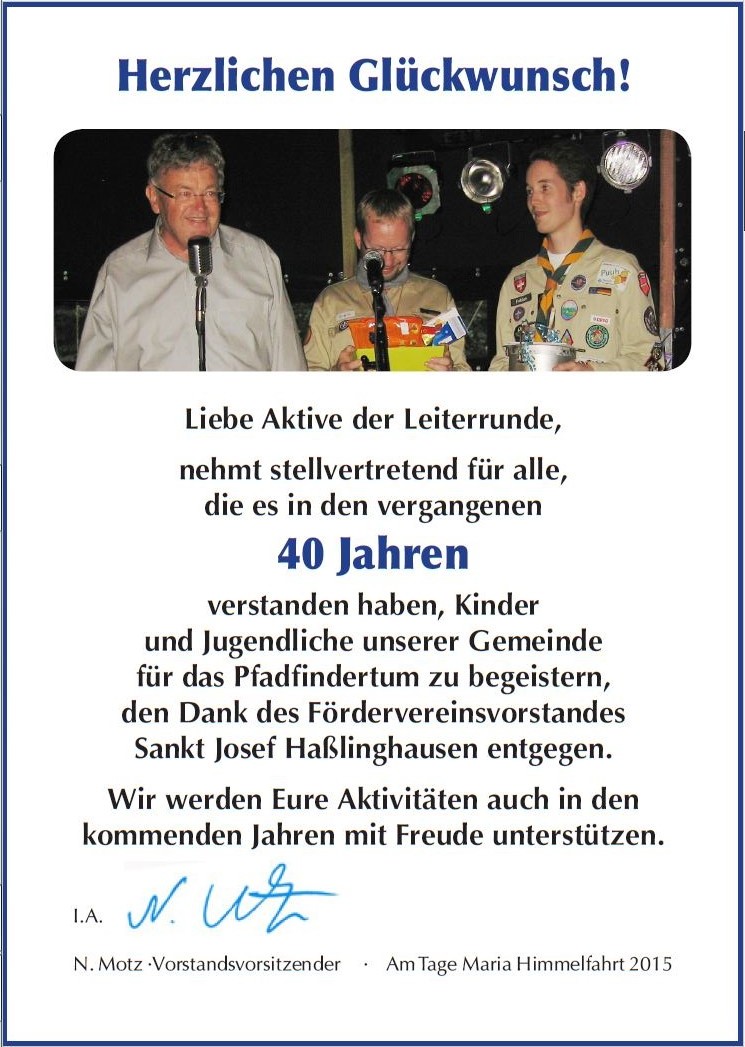 Herzlichen Glückwunsch!
Puuh
Liebe Aktive der Leiterrunde,
nehmt stellvertretend für alle,
die es in den vergangenen
40 Jahren
verstanden haben, Kinder
und Jugendliche unserer Gemeinde
für das Pfadfindertum zu begeistern,
den Dank des Fördervereinsvorstandes
Sankt Josef Haßlinghausen entgegen.
Wir werden Eure Aktivitäten auch in den
kommenden Jahren mit Freude unterstützen.
I.A.
N. Motz ·Vorstandsvorsitzender · Am Tage Maria Himmelfahrt 2015